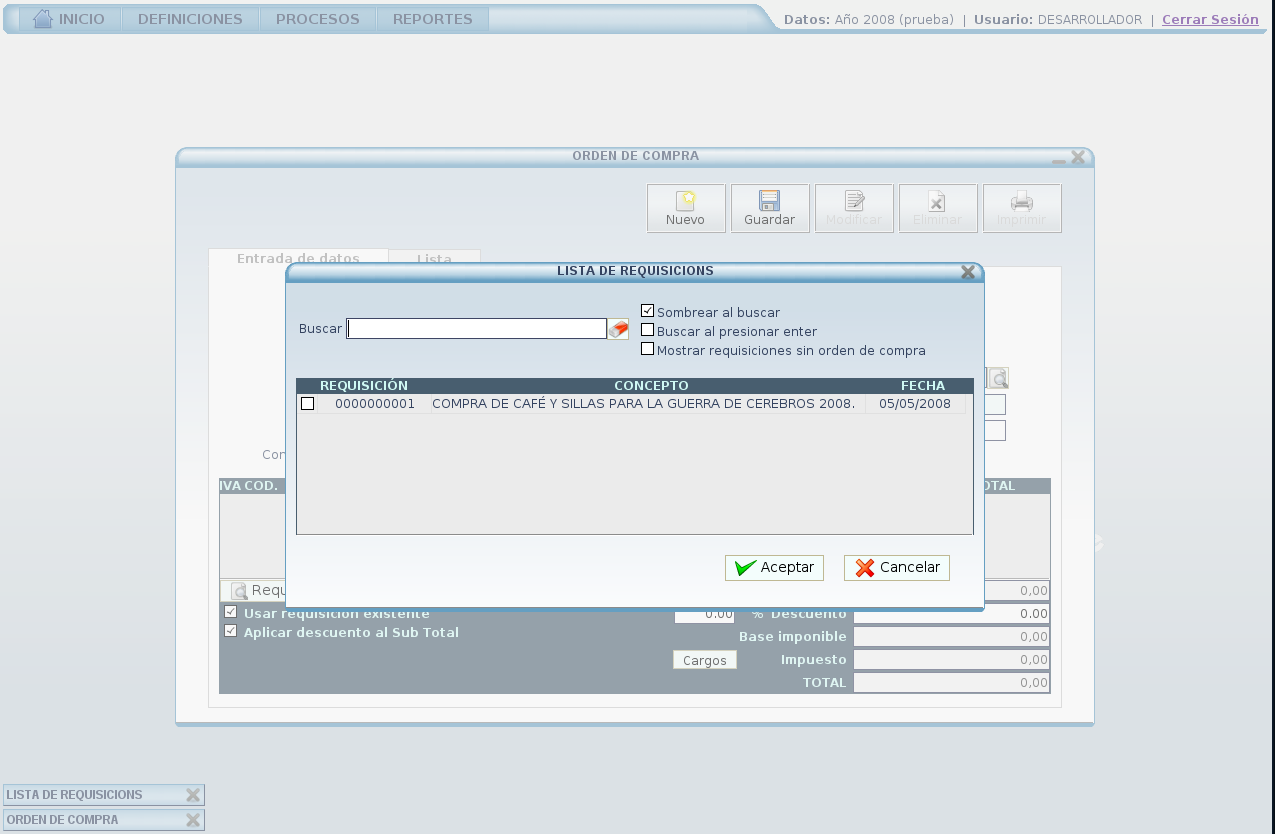 INICIO DEFINICIONES PROCESOS REPORTES Datos: Año 2008 (prueba) | Usuario: DESARROLLADOR | Cerrar Sesión
ORDEN DE COMPRA
Nuevo Guardar Modificar Eliminar Imprimir
Entrada de datos Lista
LISTA DE REQUISICIONS
Sombrear al buscar
Buscar
Buscar al presionar enter
Mostrar requisiciones sin orden de compra
REQUISICIÓN CONCEPTO FECHA
0000000001 COMPRA DE CAFÉ Y SILLAS PARA LA GUERRA DE CEREBROS 2008. 05/05/2008
Con
IVA COD. OTAL
Aceptar Cancelar
Requ 0,00
Usar requisicion existente 0.00 % Descuento 0.00
Aplicar descuento al Sub Total
Base imponible 0,00
Cargos Impuesto 0,00
TOTAL 0,00
LISTA DE REQUISICIONS
ORDEN DE COMPRA